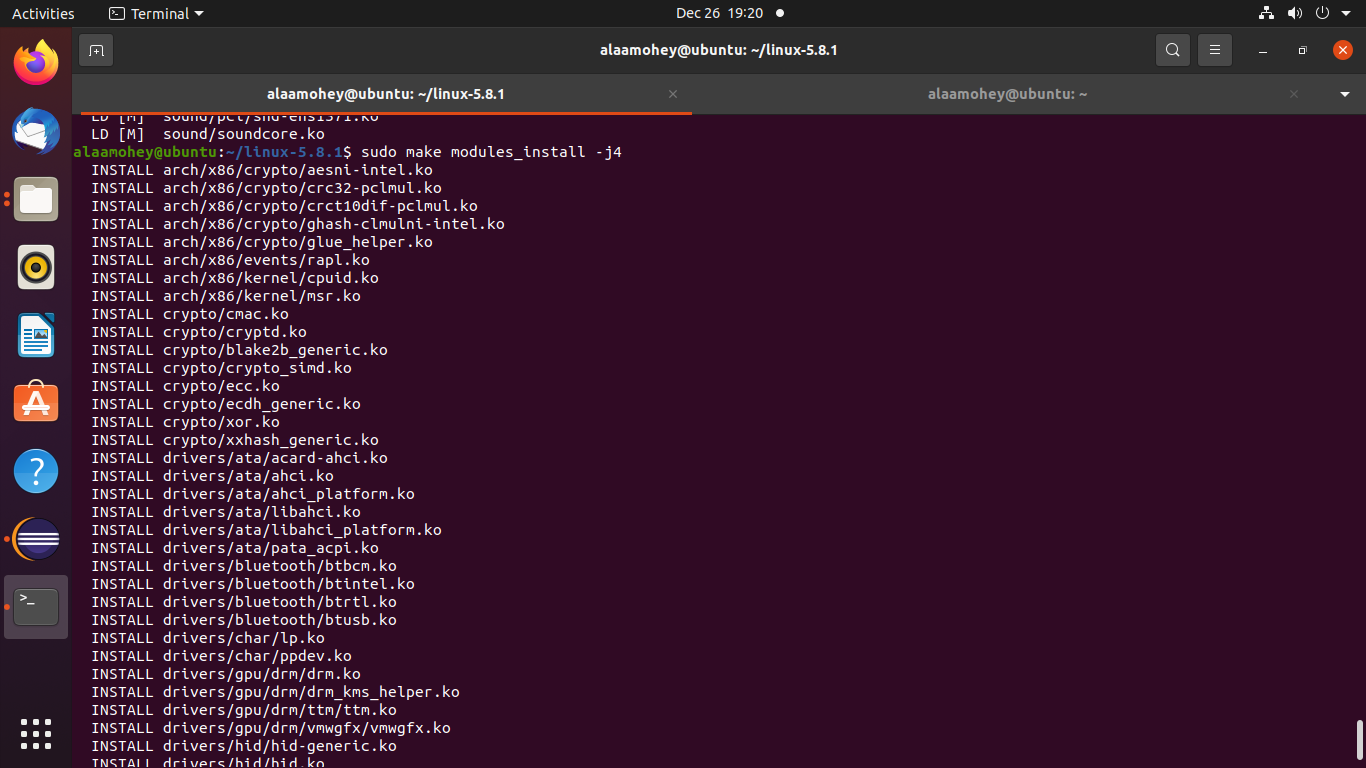 Activities
Terminal
Dec 26 19:20
alaamohey@ubuntu: ~/linux-5.8.1
alaamohey@ubuntu: ~/linux-5.8.1
alaamohey@ubuntu: ~
LD [M] sound/pci/snd-ens1371.ko
LD [M] sound/soundcore.ko
alaamohey@ubuntu:~/linux-5.8.1$ sudo make modules_install -j4
INSTALL arch/x86/crypto/aesni-intel.ko
INSTALL arch/x86/crypto/crc32-pclmul.ko
INSTALL arch/x86/crypto/crct10dif-pclmul.ko
INSTALL arch/x86/crypto/ghash-clmulni-intel.ko
INSTALL arch/x86/crypto/glue_helper.ko
INSTALL arch/x86/events/rapl.ko
INSTALL arch/x86/kernel/cpuid.ko
INSTALL arch/x86/kernel/msr.ko
INSTALL crypto/cmac.ko
INSTALL crypto/cryptd.ko
INSTALL crypto/blake2b_generic.ko
INSTALL crypto/crypto_simd.ko
INSTALL crypto/ecc.ko
INSTALL crypto/ecdh_generic.ko
INSTALL crypto/xor.ko
INSTALL crypto/xxhash_generic.ko
INSTALL drivers/ata/acard-ahci.ko
INSTALL drivers/ata/ahci.ko
INSTALL drivers/ata/ahci_platform.ko
INSTALL drivers/ata/libahci.ko
INSTALL drivers/ata/libahci_platform.ko
INSTALL drivers/ata/pata_acpi.ko
INSTALL drivers/bluetooth/btbcm.ko
INSTALL drivers/bluetooth/btintel.ko
INSTALL drivers/bluetooth/btrtl.ko
INSTALL drivers/bluetooth/btusb.ko
INSTALL drivers/char/lp.ko
INSTALL drivers/char/ppdev.ko
INSTALL drivers/gpu/drm/drm.ko
INSTALL drivers/gpu/drm/drm_kms_helper.ko
INSTALL drivers/gpu/drm/ttm/ttm.ko
INSTALL drivers/gpu/drm/vmwgfx/vmwgfx.ko
INSTALL drivers/hid/hid-generic.ko
INSTALL drivers/hid/hid.ko